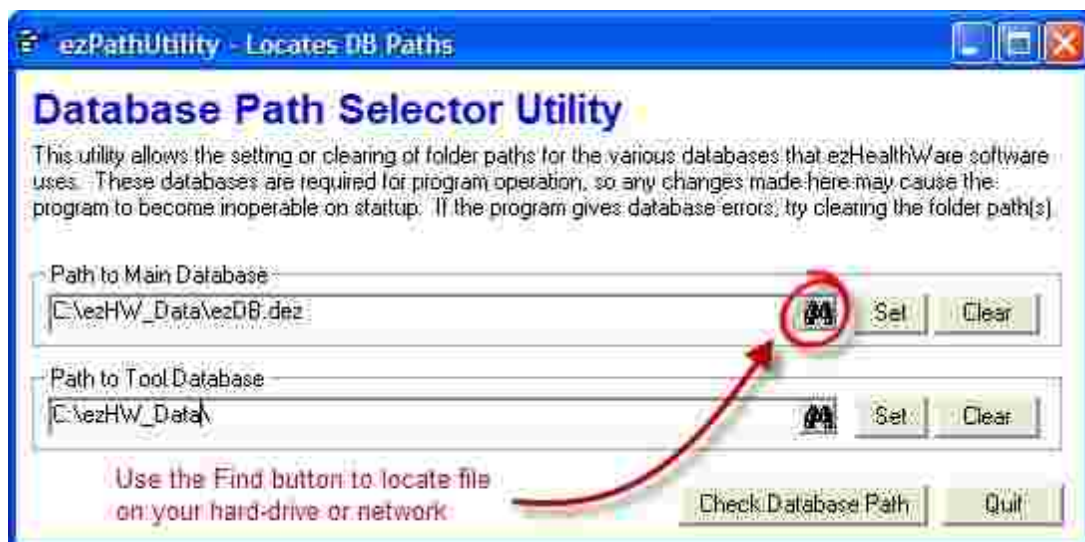 ezPathUtility - Locates DB Paths
Database Path Selector Utility
This utility allows the setting or clearing of folder paths for the various databases that ezHealthWare software
uses. These databases are required for program operation, so any changes made here may cause the
program to become inoperable on startup. If the program gives database errors, try clearing the folder path(s).
Path to Main Database
C:\ezHW_Data\ezDB.dez
Set
Clear
Path to Tool Database
C:\ezHW_Data\
Set
Clear
Use the Find button to locate file
on your hard-drive or network
Check Database Path
Quit